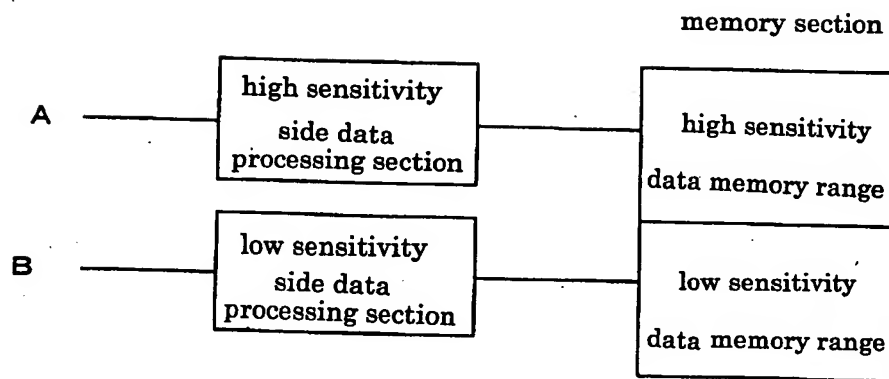 memory section
A
high sensitivity
side data
processing section
high sensitivity
data memory range
B
low sensitivity
side data
processing section
low sensitivity
data memory range